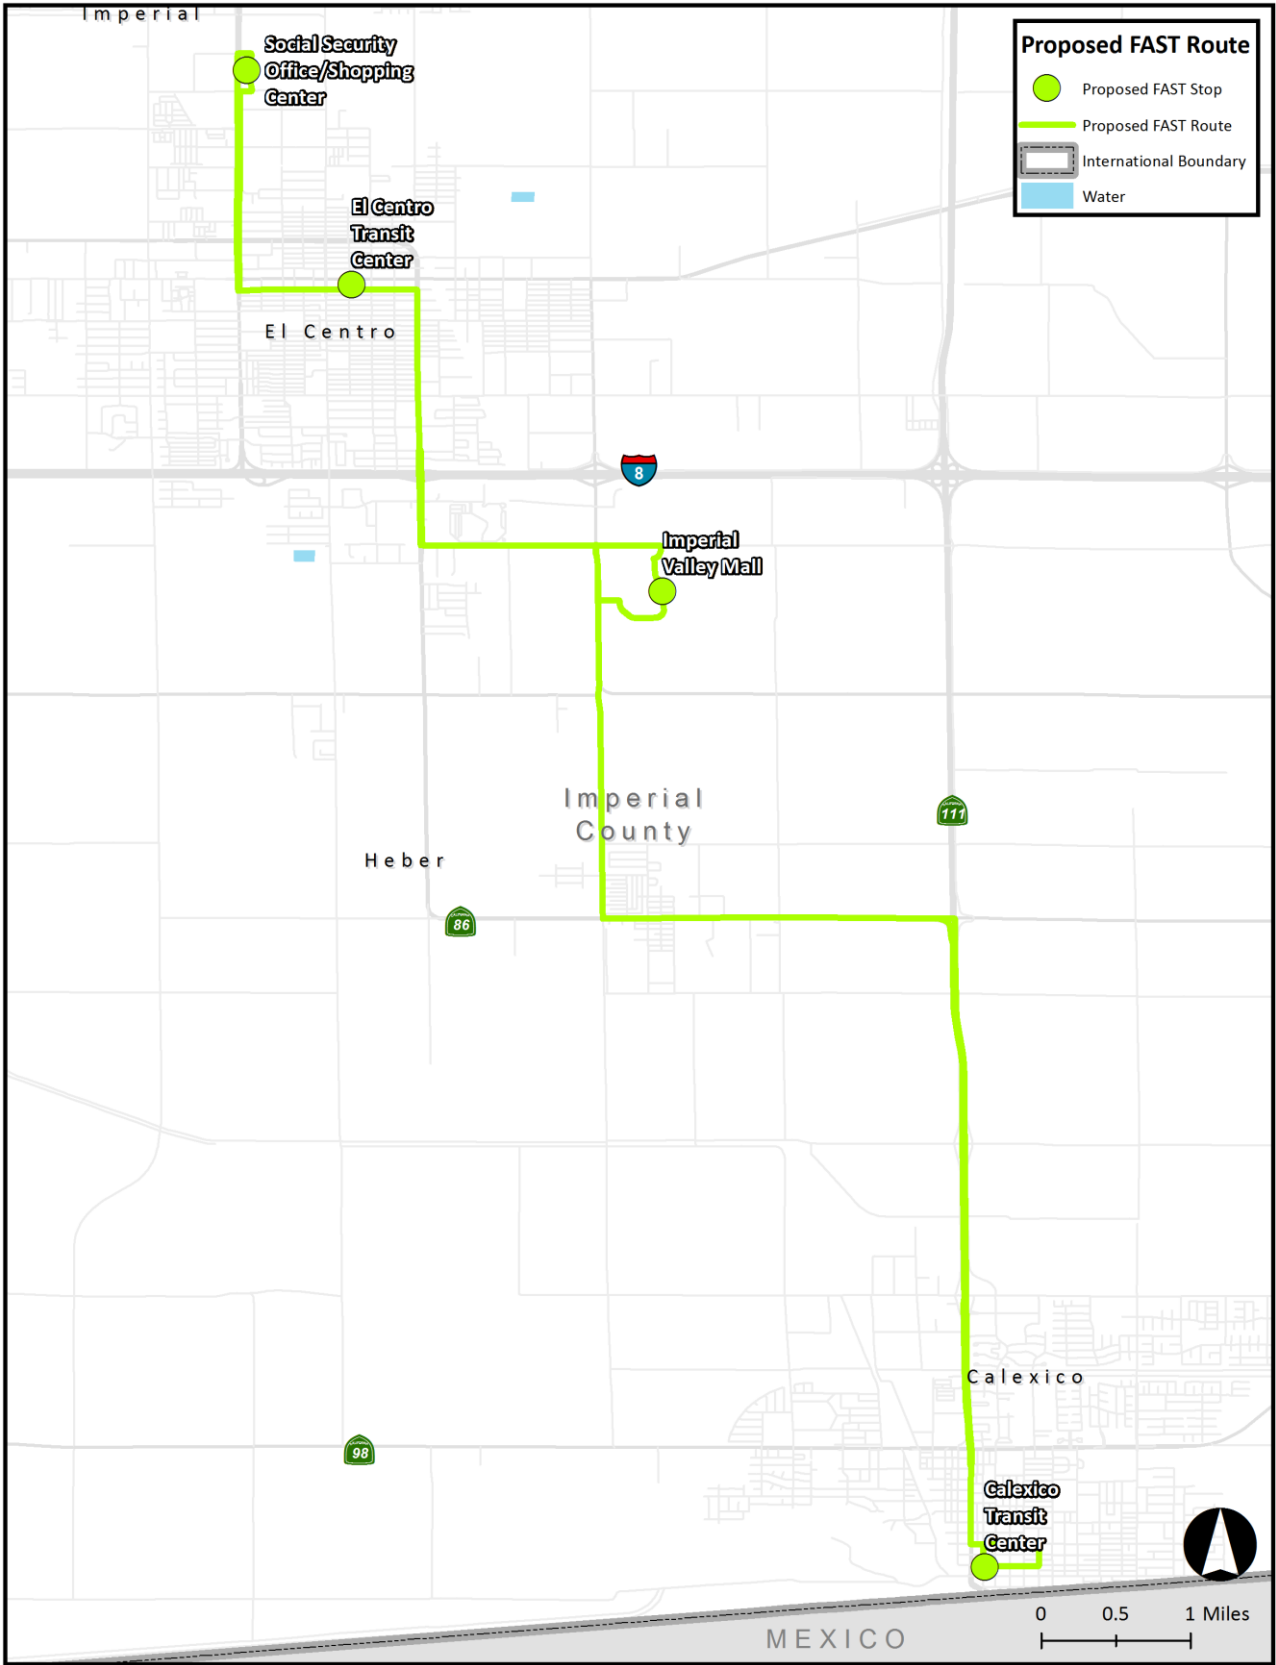 Imperial
Social Security
Office/Shopping
Center
Proposed FAST Route
Proposed FAST Stop
Proposed FAST Route
International Boundary
Water
El Centro
Transit
Center
El Centro
8
Imperial
Valley Mall
Imperial
County
111
Heber
86
Calexico
98
Calexico
Transit
Center
0 0.5 1 Miles
MEXICO